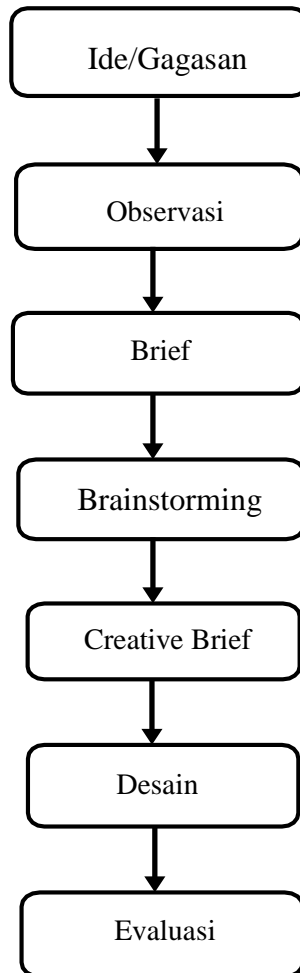 Ide/Gagasan
Observasi
Brief
Brainstorming
Creative Brief
Desain
Evaluasi